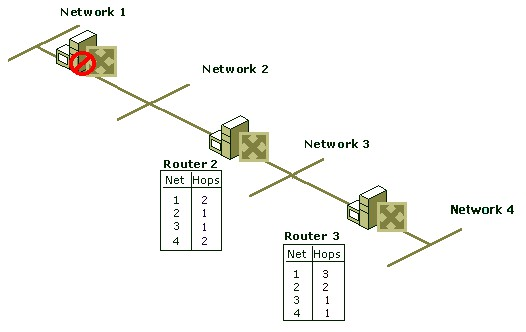 Network 1
Network 2
Network 3
Router 2
Net Hops
1 2
2 1
3 1
4 2
Network 4
Router 3
Net Hops
1 3
2 2
3 1
4 1